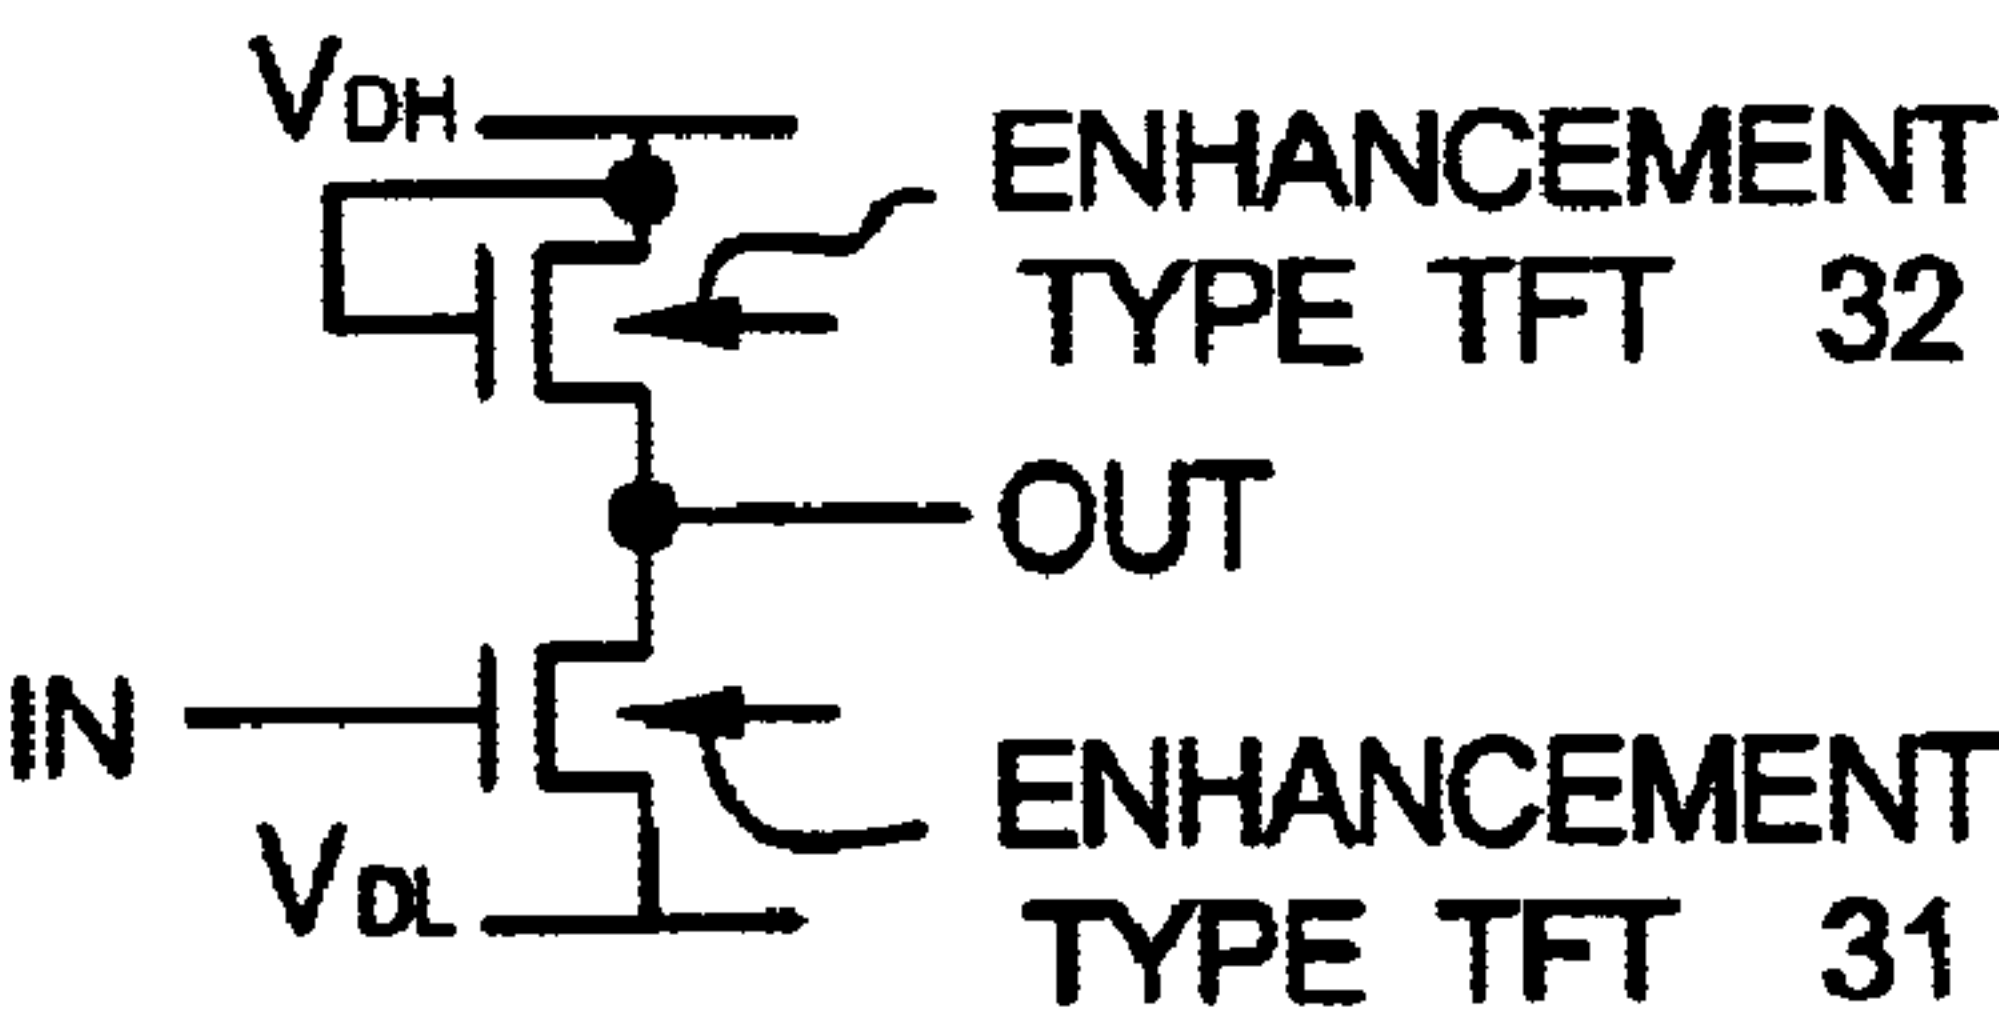 VDH
ENHANCEMENT
TYPE TFT 32
OUT
IN
ENHANCEMENT
TYPE TFT 31
VDL